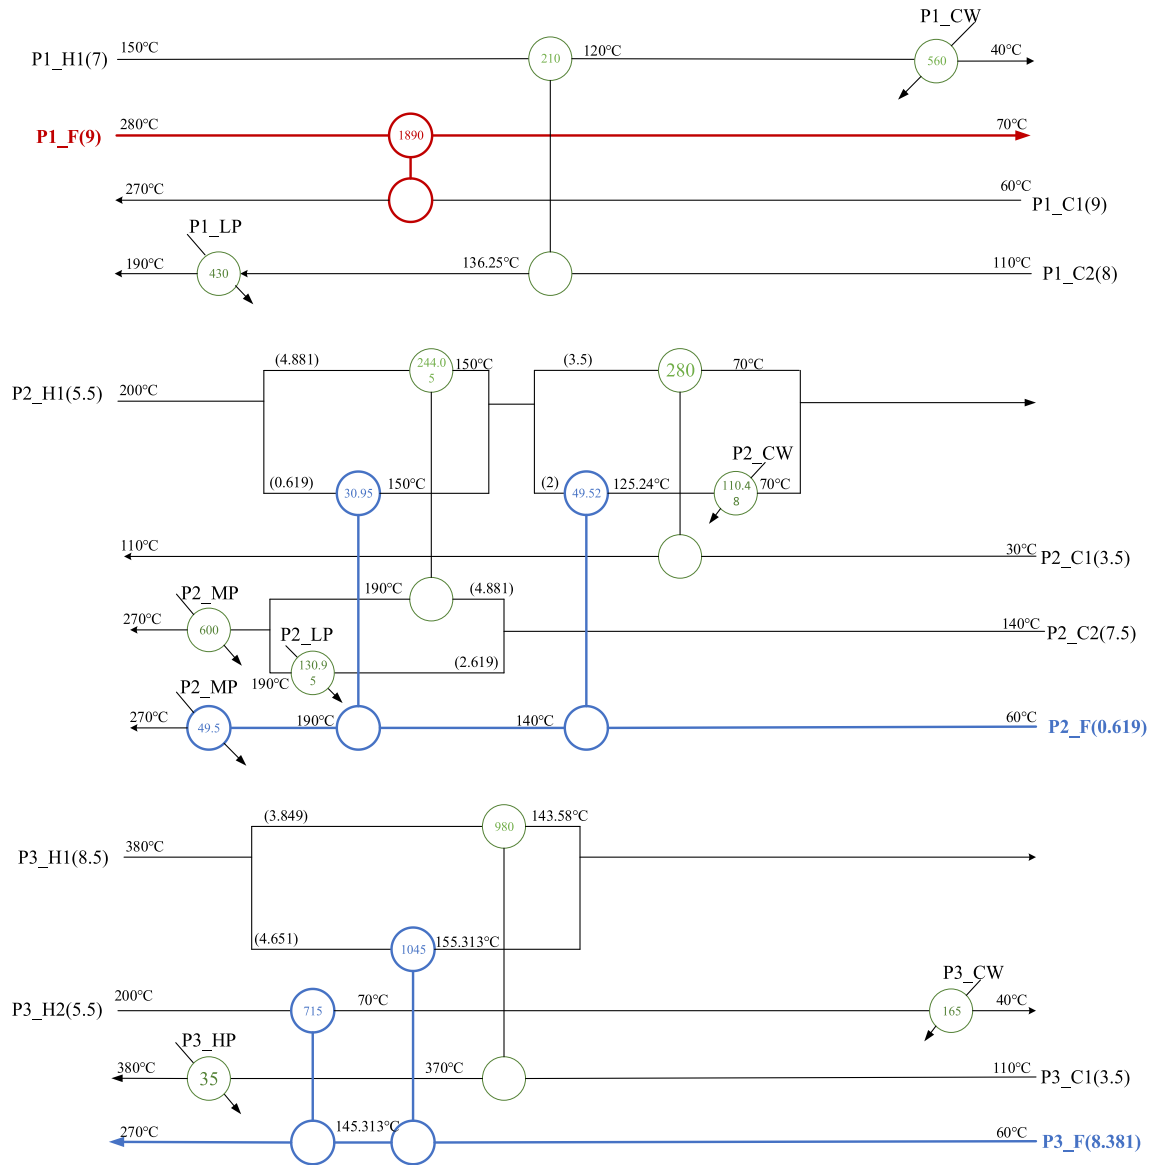 P1_CW
P1_H1(7) 150℃ 210 120℃ 560 40℃
P1_F(9) 280℃ 1890 70℃
270℃ 60℃ P1_C1(9)
P1_LP
190℃ 430 136.25℃ 110℃ P1_C2(8)
(4.881) 244.0
5 150℃ (3.5) 280 70℃
P2_H1(5.5) 200℃
P2_CW
(0.619) 30.95 150℃ (2) 49.52 125.24℃ 110.4
8 70℃
110℃ 30℃ P2_C1(3.5)
P2_MP 190℃ (4.881)
270℃ 600 P2_LP 140℃ P2_C2(7.5)
190℃ 130.9
5 (2.619)
P2_MP
270℃ 49.5 190℃ 140℃ 60℃ P2_F(0.619)
(3.849) 980 143.58℃
P3_H1(8.5) 380℃
(4.651) 1045 155.313℃
P3_CW
P3_H2(5.5) 200℃ 715 70℃ 165 40℃
P3_HP
380℃ 35 370℃ 110℃ P3_C1(3.5)
270℃ 145.313℃ 60℃ P3_F(8.381)